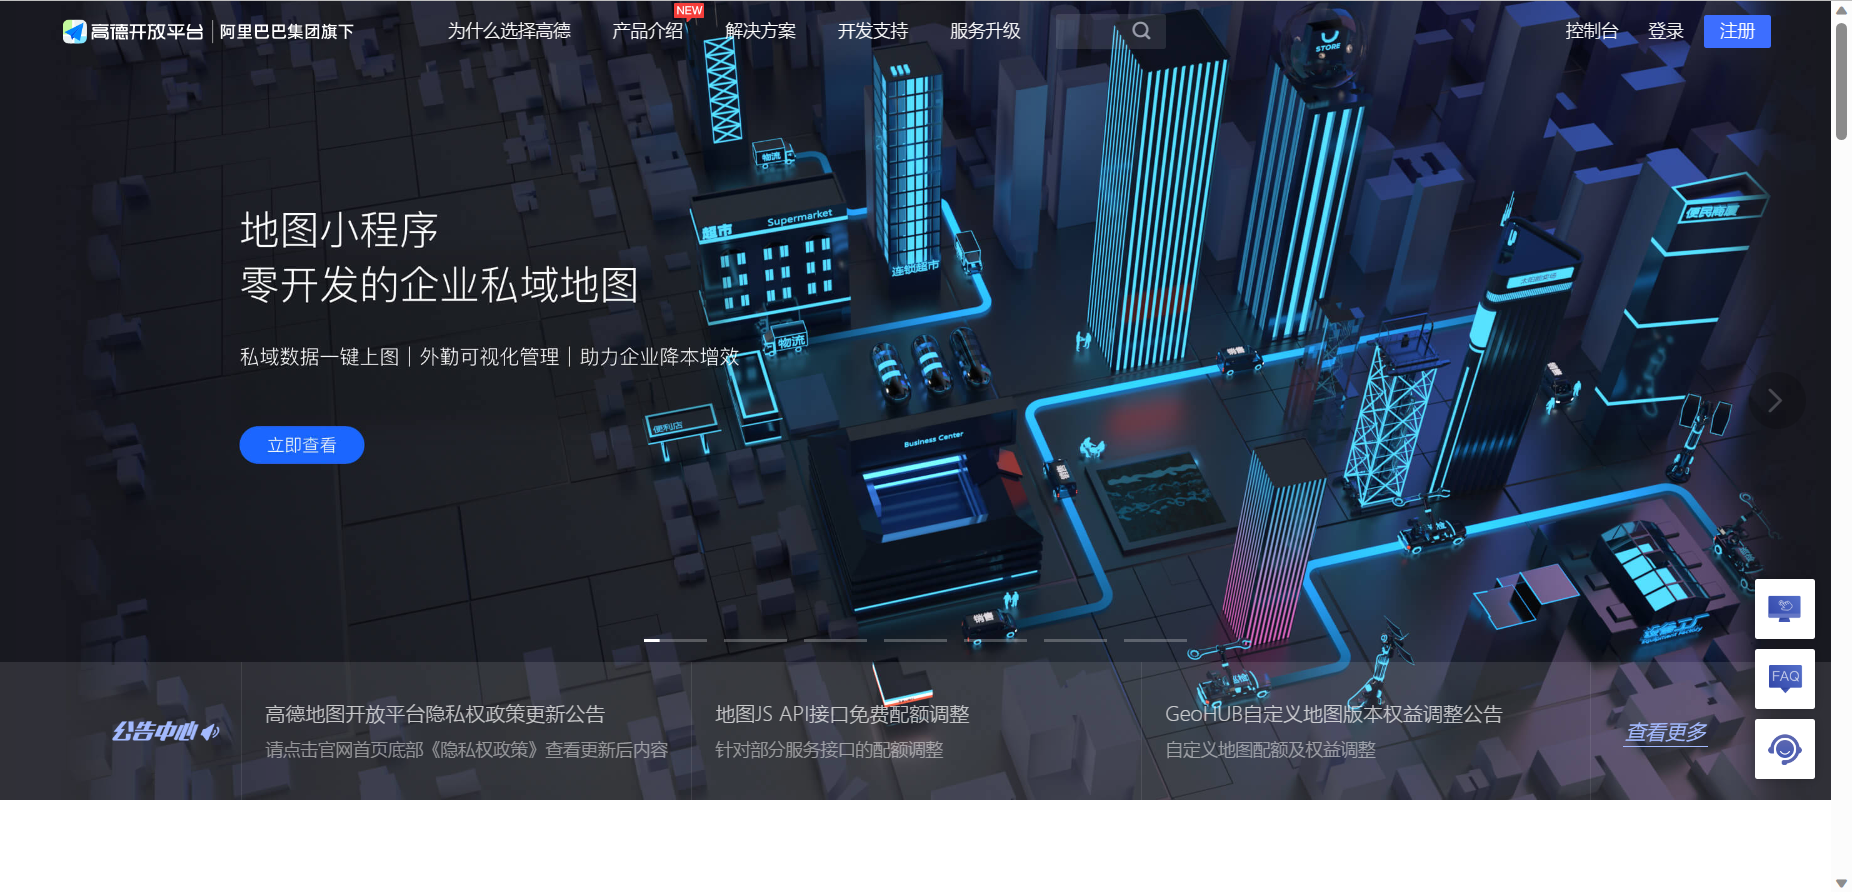 高德开放平台 阿里巴巴集团旗下
为什么选择高德
产品介绍
NEW
解决方案
开发支持
服务升级
控制台
登录
注册
STORE
物流
超市
Supermarket
便民商厦
连锁超市
地图小程序
零开发的企业私域地图
物流
销售
私域数据一键上图｜外勤可视化管理｜助力企业降本增效
便利店
Business Center
立即查看
销售
设备工厂
Equipment Factory
公告中心
高德地图开放平台隐私权政策更新公告
请点击官网首页底部《隐私权政策》查看更新后内容
地图JS API接口免费配额调整
针对部分服务接口的配额调整
GeoHUB自定义地图版本权益调整公告
自定义地图配额及权益调整
查看更多
FAQ